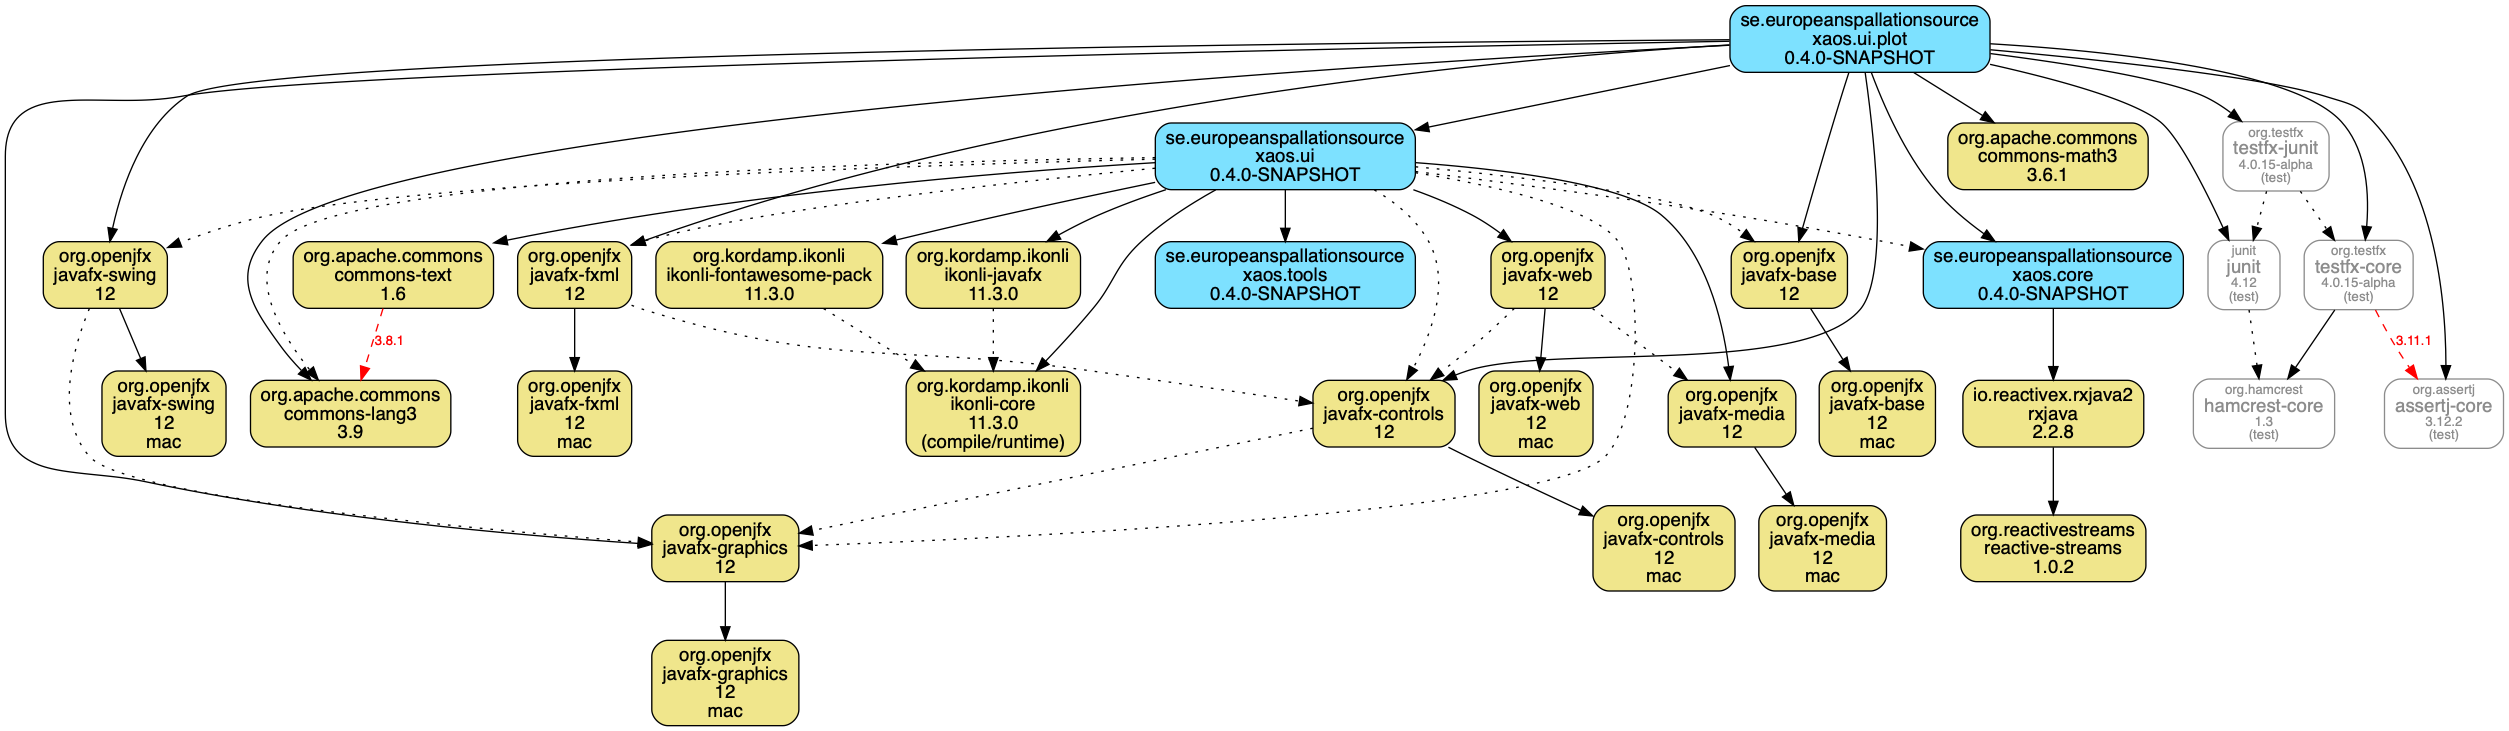 se.europeanspallationsource
xaos.ui.plot
0.4.0-SNAPSHOT
se.europeanspallationsource
xaos.ui
0.4.0-SNAPSHOT
org.apache.commons
commons-math3
3.6.1
org.testfx
testfx-junit
4.0.15-alpha
(test)
org.openjfx
javafx-swing
12
org.apache.commons
commons-text
1.6
org.openjfx
javafx-fxml
12
org.kordamp.ikonli
ikonli-fontawesome-pack
11.3.0
org.kordamp.ikonli
ikonli-javafx
11.3.0
se.europeanspallationsource
xaos.tools
0.4.0-SNAPSHOT
org.openjfx
javafx-web
12
org.openjfx
javafx-base
12
se.europeanspallationsource
xaos.core
0.4.0-SNAPSHOT
junit
junit
4.12
(test)
org.testfx
testfx-core
4.0.15-alpha
(test)
3.8.1
3.11.1
org.openjfx
javafx-swing
12
mac
org.apache.commons
commons-lang3
3.9
org.openjfx
javafx-fxml
12
mac
org.kordamp.ikonli
ikonli-core
11.3.0
(compile/runtime)
org.openjfx
javafx-controls
12
org.openjfx
javafx-web
12
mac
org.openjfx
javafx-media
12
org.openjfx
javafx-base
12
mac
io.reactivex.rxjava2
rxjava
2.2.8
org.hamcrest
hamcrest-core
1.3
(test)
org.assertj
assertj-core
3.12.2
(test)
org.openjfx
javafx-graphics
12
org.openjfx
javafx-controls
12
mac
org.openjfx
javafx-media
12
mac
org.reactivestreams
reactive-streams
1.0.2
org.openjfx
javafx-graphics
12
mac